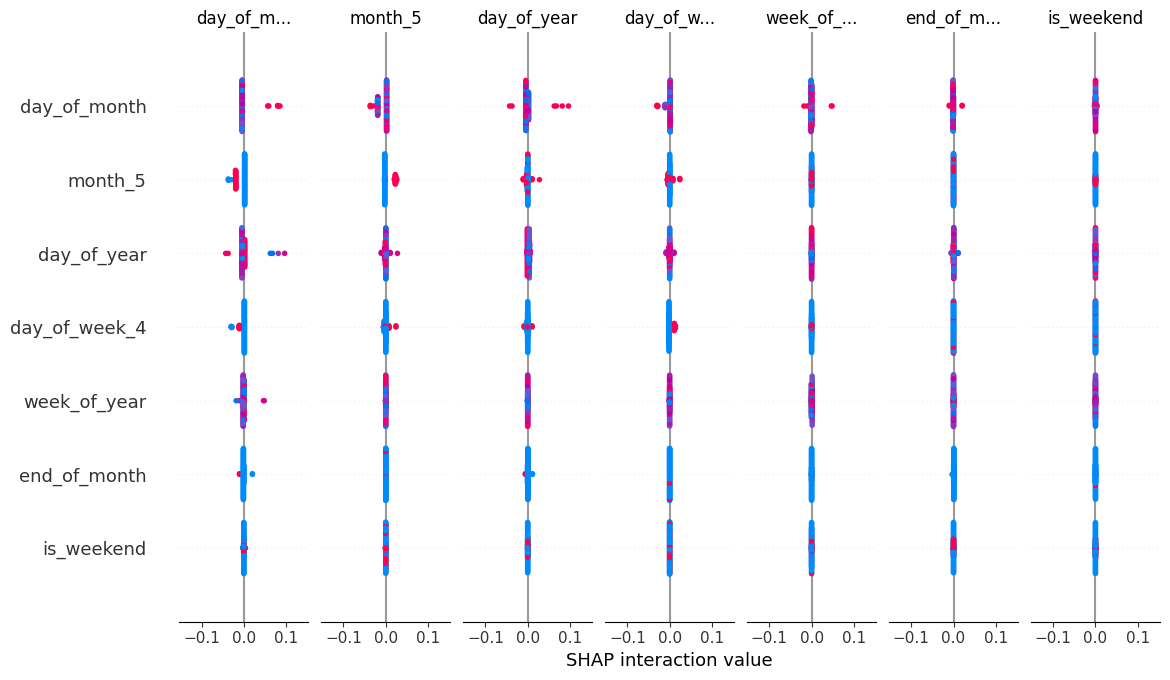 day_of_m... month_5 day_of_year day_of_w... week_of_... end_of_m... is_weekend
day_of_month
month_5
day_of_year
day_of_week_4
week_of_year
end_of_month
is_weekend
−0.1 0.0 0.1 −0.1 0.0 0.1 −0.1 0.0 0.1 −0.1 0.0 0.1 −0.1 0.0 0.1 −0.1 0.0 0.1 −0.1 0.0 0.1
SHAP interaction value